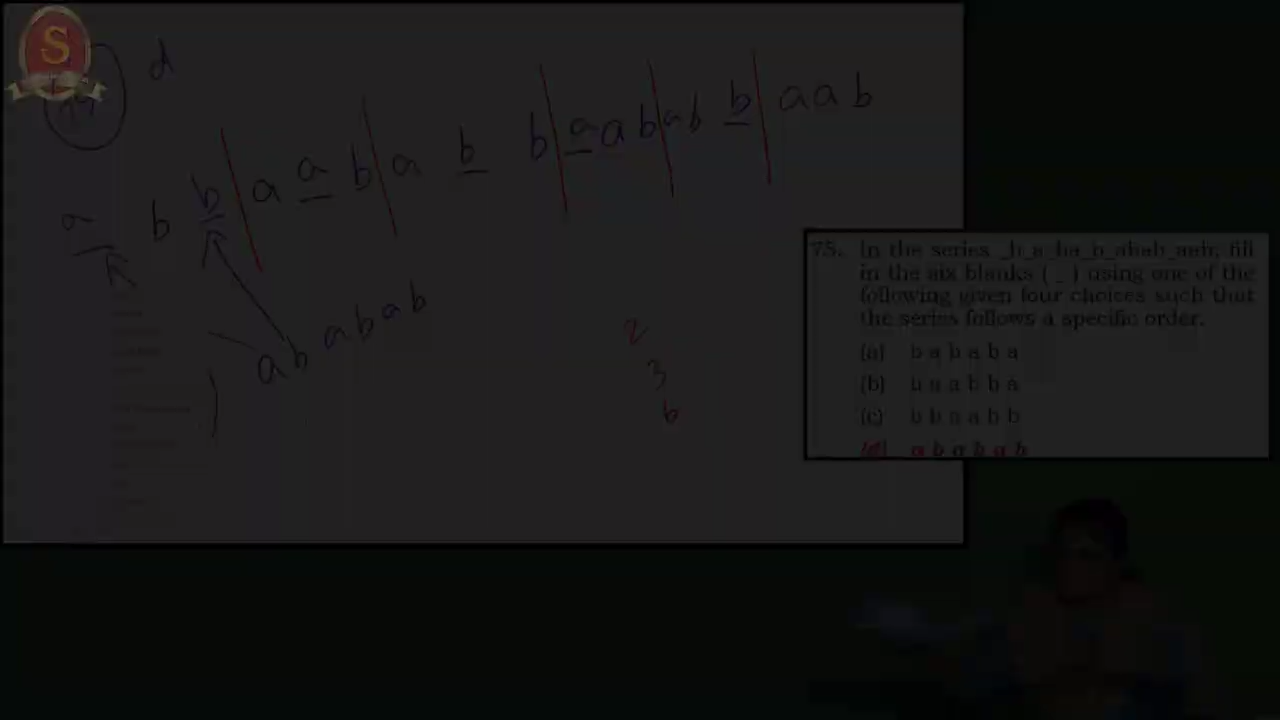 S
d
a b b | a a b | a b b | a a b | a b b | a a b
a b a b a b
2
3
6
75. In the series _b_a_ba_b_abab_aab; fill
in the six blanks ( _ ) using one of the
following given four choices such that
the series follows a specific order.
(a) b a b a b a
(b) a a b b a
(c) b b a a b b
(d) a b a b a b